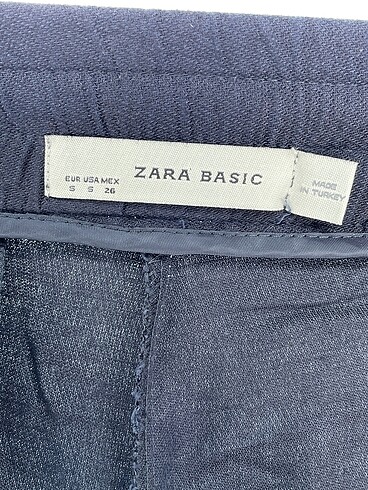 EUR USA MEX
S S 26
ZARA BASIC
MADE
IN TURKEY